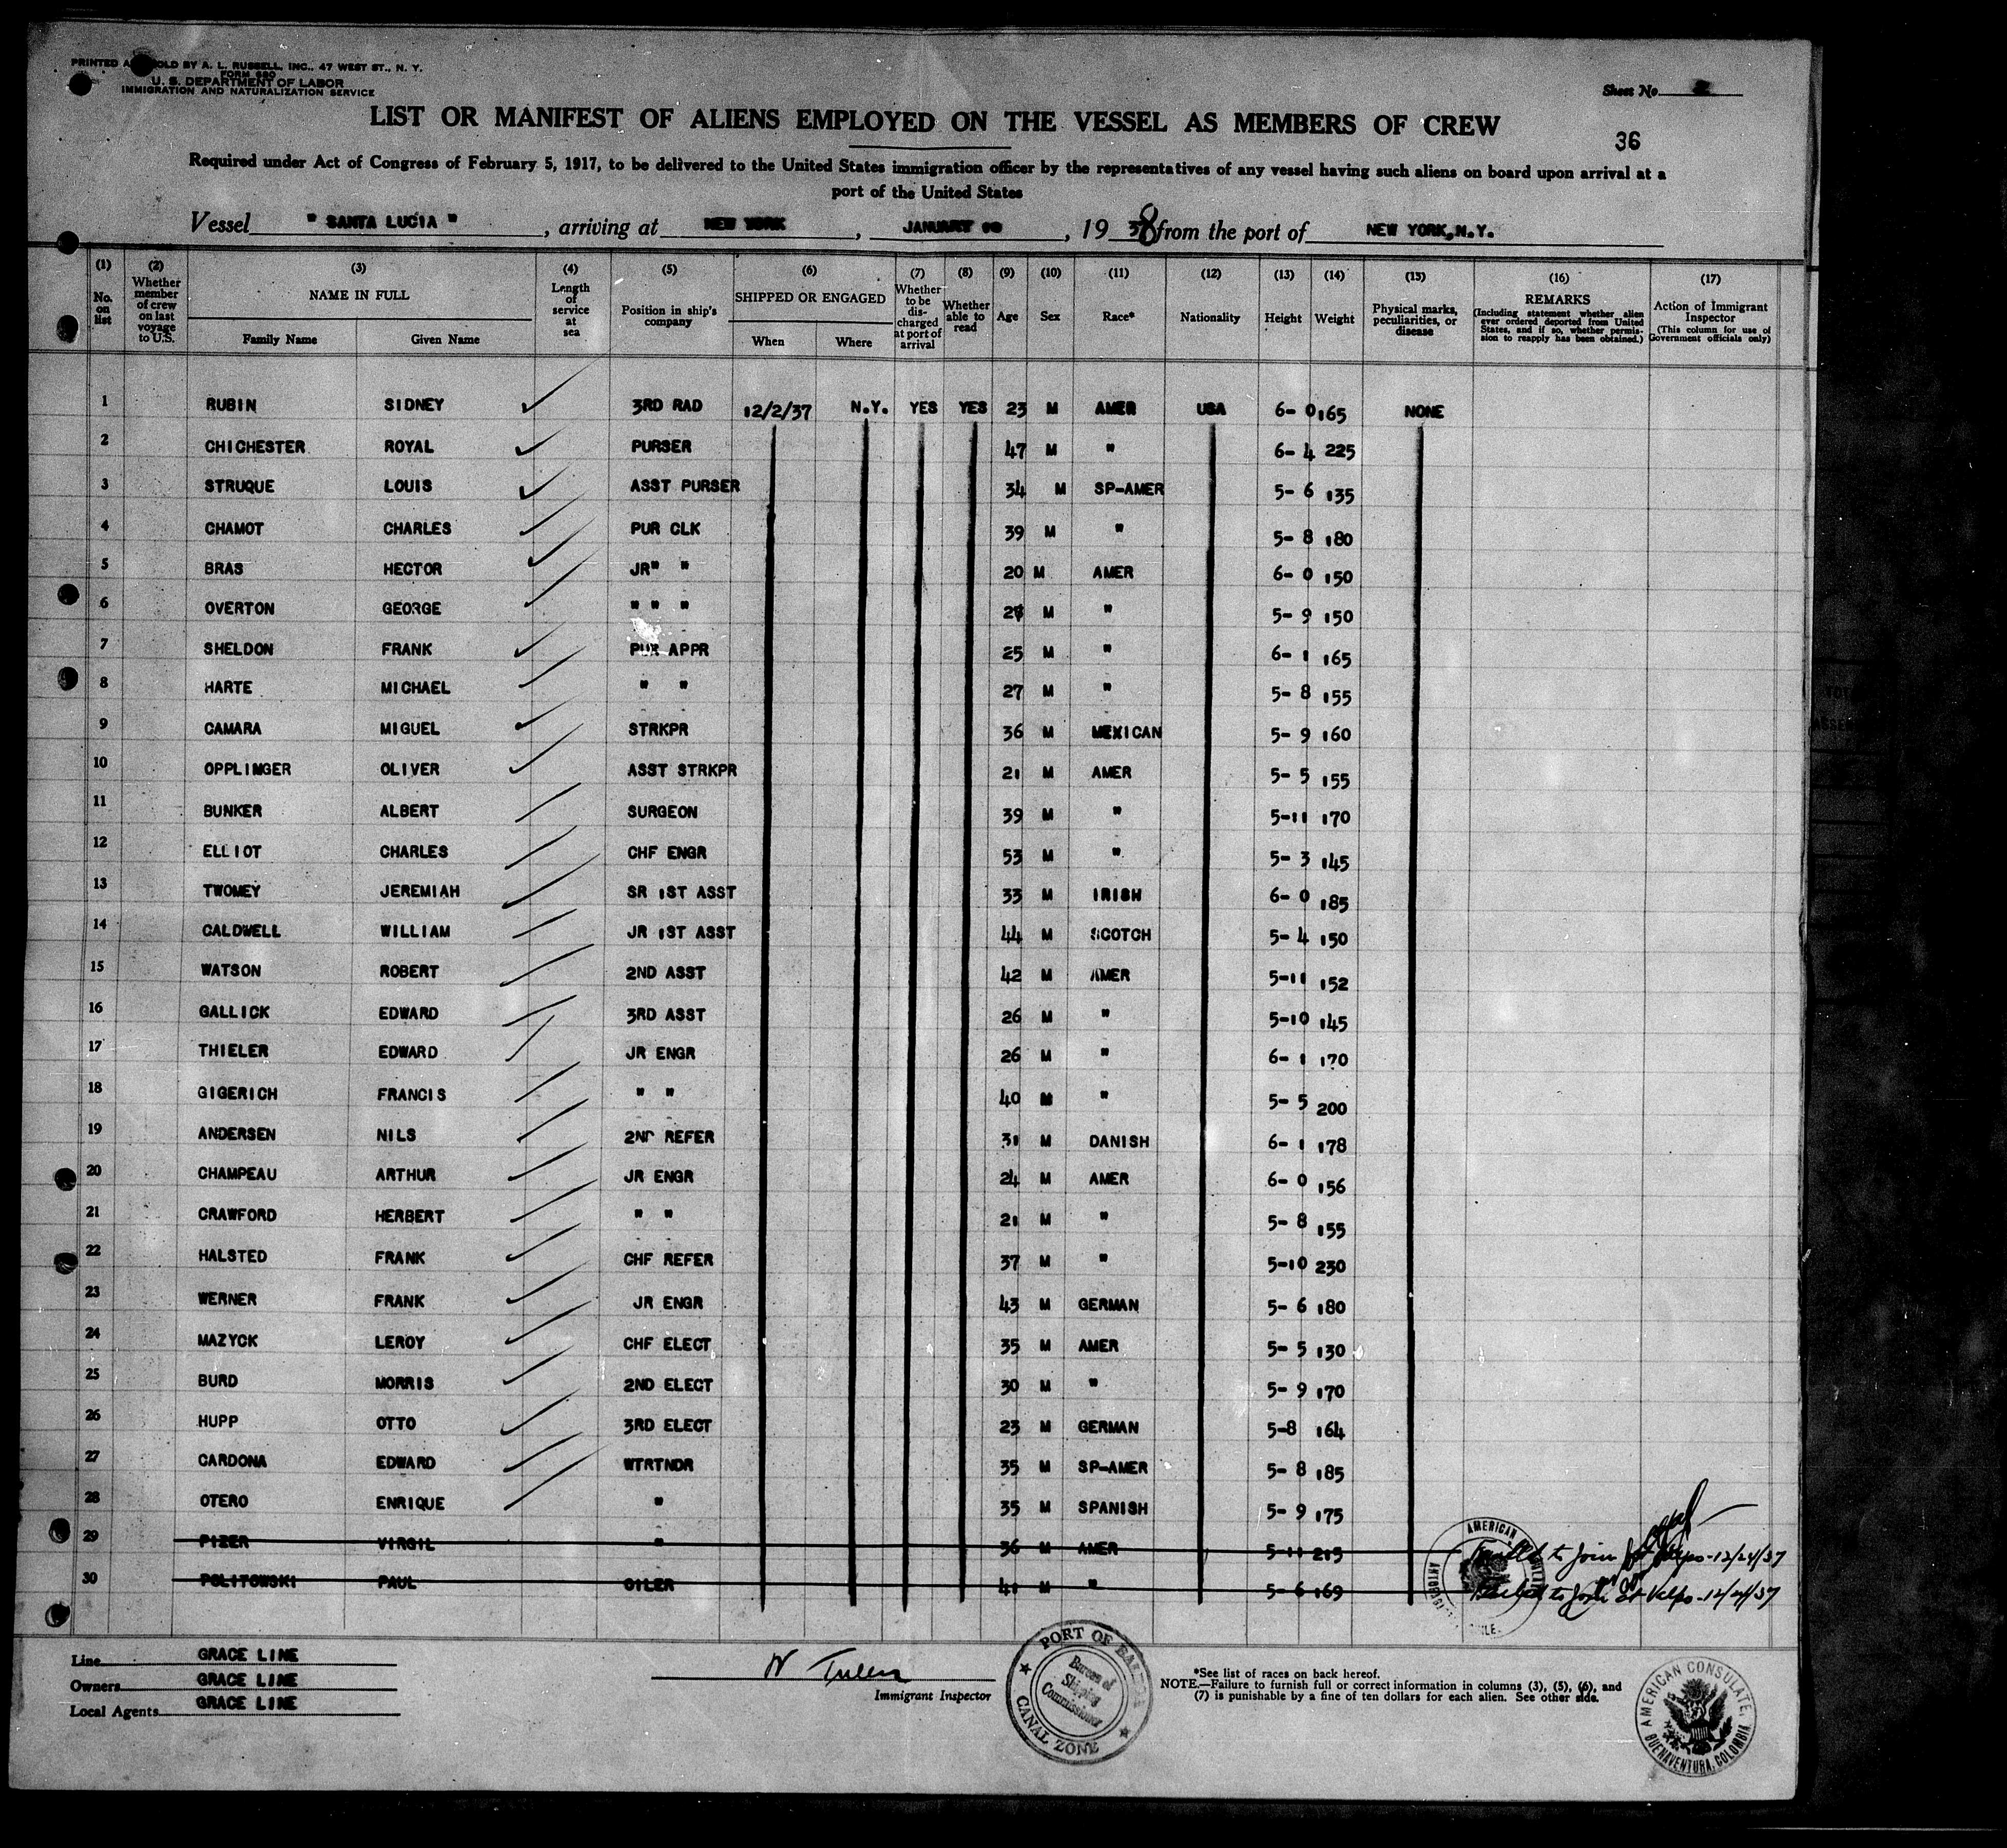 PRINTED A OLD BY A. L. RUSSELL, INC., 47 WEST ST., N. Y.
FORM 680
U. S. DEPARTMENT OF LABOR
IMMIGRATION AND NATURALIZATION SERVICE
Sheet No
LIST OR MANIFEST OF ALIENS EMPLOYED ON THE VESSEL AS MEMBERS OF CREW
36
Required under Act of Congress of February 5, 1917, to be delivered to the United States immigration officer by the representatives of any vessel having such aliens on board upon arrival at a
port of the United States
Vessel " SANTA LUCIA ", arriving at NEW YORK, JANUARY, 1938 from the port of NEW YORK, N.Y.
(1) No. on list (2) Whether member of crew on last voyage to U.S. (3) NAME IN FULL Family Name Given Name (4) Length of service at sea (5) Position in ship's company (6) SHIPPED OR ENGAGED When Where (7) Whether to be discharged at port of arrival (8) Whether able to read (9) Age (10) Sex (11) Race* (12) Nationality (13) Height (14) Weight (15) Physical marks, peculiarities, or disease (16) REMARKS (Including statement whether alien ever ordered deported from United States, and if so, whether permission to reapply has been obtained.) (17) Action of Immigrant Inspector (This column for use of Government officials only)
1 RUBIN SIDNEY 3RD RAD 12/2/37 N.Y. YES YES 23 M AMER USA 6- 0 165 NONE
2 CHICHESTER ROYAL PURSER 47 M " 6- 4 225
3 STRUQUE LOUIS ASST PURSER 34 M SP-AMER 5- 6 135
4 CHAMOT CHARLES PUR CLK 39 M " 5- 8 180
5 BRAS HECTOR JR" " 20 M AMER 6- 0 150
6 OVERTON GEORGE " " " M " 5- 9 150
7 SHELDON FRANK PUR APPR 25 M " 6- 1 165
8 HARTE MICHAEL " " 27 M " 5- 8 155
9 CAMARA MIGUEL STRKPR 36 M MEXICAN 5- 9 160
10 OPPLINGER OLIVER ASST STRKPR 21 M AMER 5- 5 155
11 BUNKER ALBERT SURGEON 39 M " 5-11 170
12 ELLIOT CHARLES CHF ENGR 53 M " 5- 3 145
13 TWOMEY JEREMIAH SR 1ST ASST 33 M IRISH 6- 0 185
14 CALDWELL WILLIAM JR 1ST ASST 44 M SCOTCH 5- 4 150
15 WATSON ROBERT 2ND ASST 42 M AMER 5-11 152
16 GALLICK EDWARD 3RD ASST 26 M " 5-10 145
17 THIELER EDWARD JR ENGR 26 M " 6- 1 170
18 GIGERICH FRANCIS " " 40 M " 5- 5 200
19 ANDERSEN NILS 2ND REFER 31 M DANISH 6- 1 178
20 CHAMPEAU ARTHUR JR ENGR 24 M AMER 6- 0 156
21 CRAWFORD HERBERT " " 21 M " 5- 8 155
22 HALSTED FRANK CHF REFER 37 M " 5-10 230
23 WERNER FRANK JR ENGR 43 M GERMAN 5- 6 180
24 MAZYCK LEROY CHF ELECT 35 M AMER 5- 5 130
25 BURD MORRIS 2ND ELECT 30 M " 5- 9 170
26 HUPP OTTO 3RD ELECT 23 M GERMAN 5-8 164
27 CARDONA EDWARD WTRTNDR 35 M SP-AMER 5- 8 185
28 OTERO ENRIQUE " 35 M SPANISH 5- 9 175
29 PIZER VIRGIL " 36 M AMER 5-11 215 Failed to join at Valpo-12/24/37
30 POLITOWSKI PAUL OILER 41 M " 5- 6 169 Failed to join at Valpo-12/24/37
AMERICAN
Line GRACE LINE
Owners GRACE LINE
Local Agents GRACE LINE
Immigrant Inspector
PORT OF BALBOA CANAL ZONE
Bureau of Shipping Commissioner
*See list of races on back hereof.
NOTE.—Failure to furnish full or correct information in columns (3), (5), (6), and
(7) is punishable by a fine of ten dollars for each alien. See other side.
AMERICAN CONSULATE, BUENAVENTURA, COLOMBIA